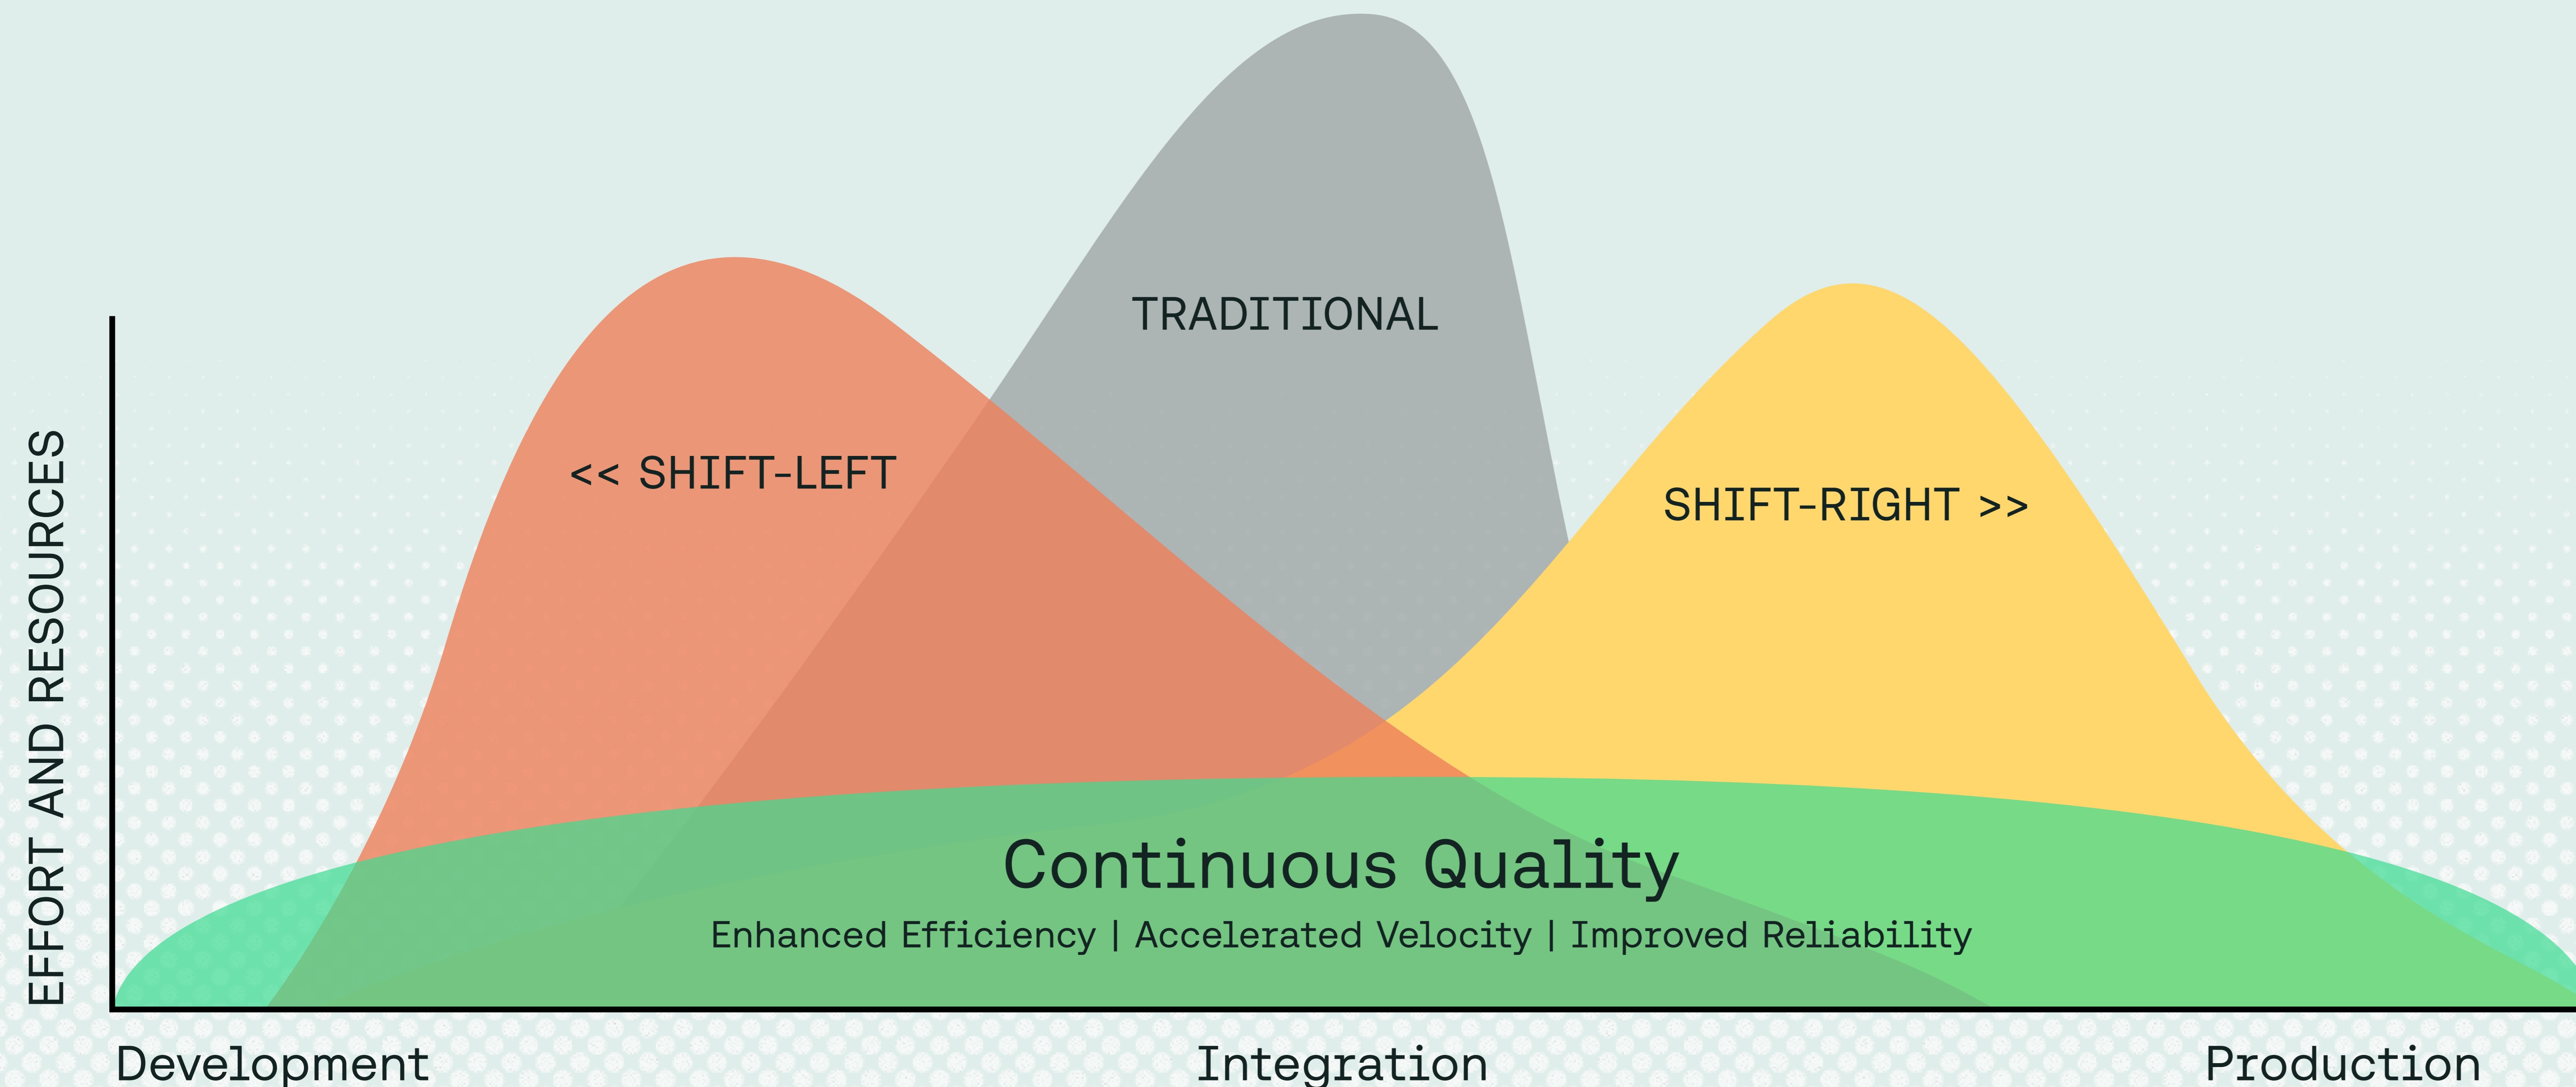 TRADITIONAL
<< SHIFT-LEFT
SHIFT-RIGHT >>
EFFORT AND RESOURCES
Continuous Quality
Enhanced Efficiency | Accelerated Velocity | Improved Reliability
Development
Integration
Production